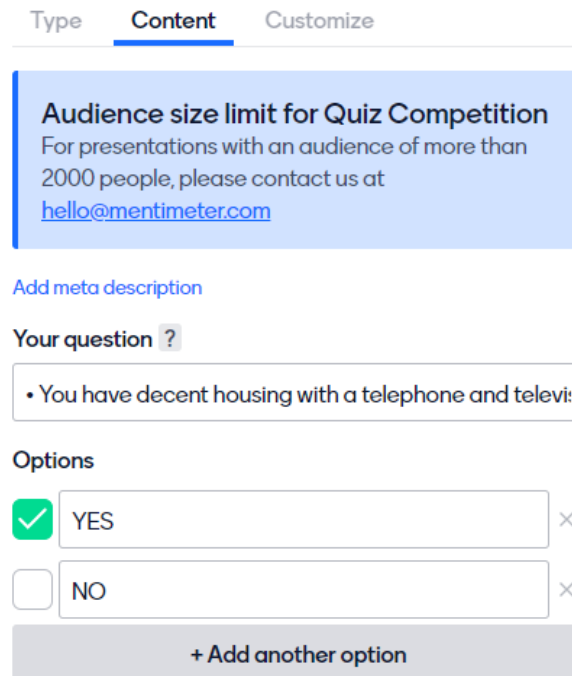 Type Content Customize
Audience size limit for Quiz Competition
For presentations with an audience of more than
2000 people, please contact us at
hello@mentimeter.com
Add meta description
Your question ?
• You have decent housing with a telephone and televis
Options
YES
NO
+ Add another option